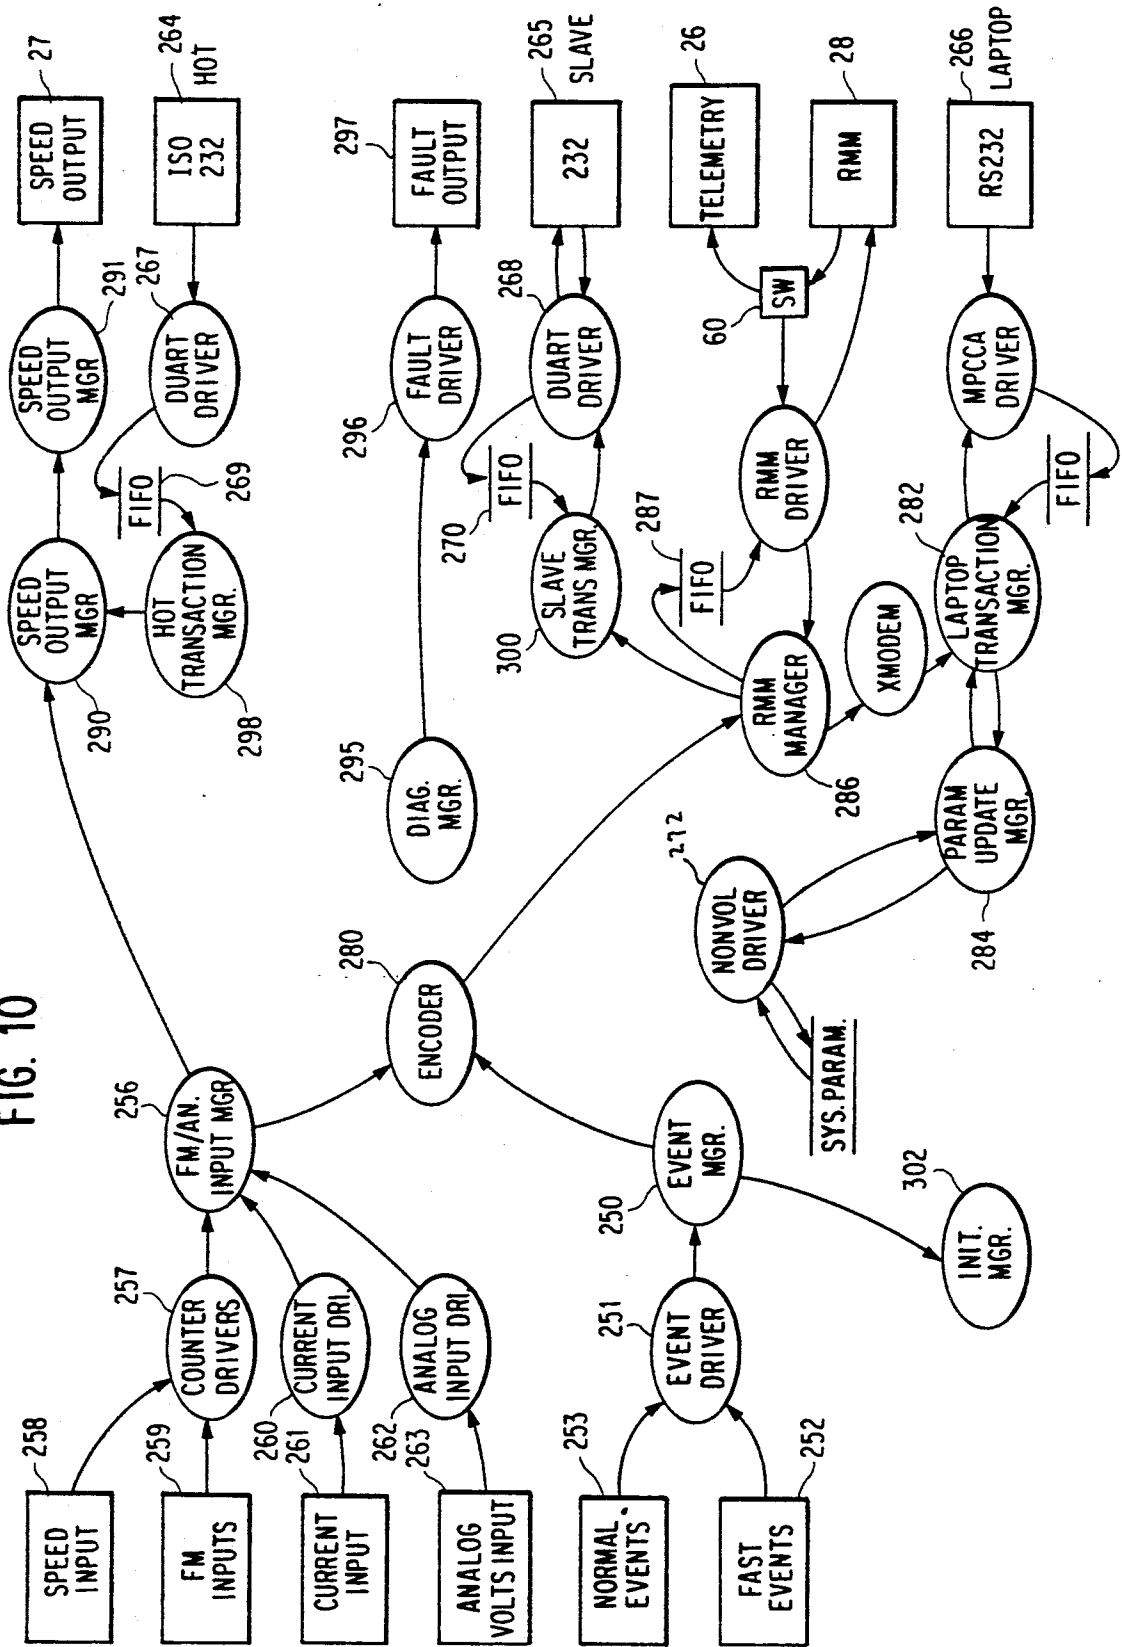 FIG. 10
SPEED
INPUT
258
FM
INPUTS
259
CURRENT
INPUT
261
ANALOG
VOLTS INPUT
263
NORMAL
EVENTS
253
FAST
EVENTS
252
COUNTER
DRIVERS
257
CURRENT
INPUT DRI.
260
ANALOG
INPUT DRI.
262
EVENT
DRIVER
251
FM/AN.
INPUT MGR
256
EVENT
MGR.
250
INIT.
MGR.
302
ENCODER
280
SYS.PARAM.
NONVOL
DRIVER
272
DIAG.
MGR.
295
PARAM
UPDATE
MGR.
284
RMM
MANAGER
286
XMODEM
SPEED
OUTPUT
MGR
290
HOT
TRANSACTION
MGR.
298
SLAVE
TRANS MGR.
300
LAPTOP
TRANSACTION
MGR.
282
FIFO
269
FIFO
270
FIFO
287
FIFO
RMM
DRIVER
SPEED
OUTPUT
MGR
291
DUART
DRIVER
267
FAULT
DRIVER
296
DUART
DRIVER
268
SW
60
MPCCA
DRIVER
SPEED
OUTPUT
27
ISO
232
264
HOT
FAULT
OUTPUT
297
232
265
SLAVE
TELEMETRY
26
RMM
28
RS232
266
LAPTOP